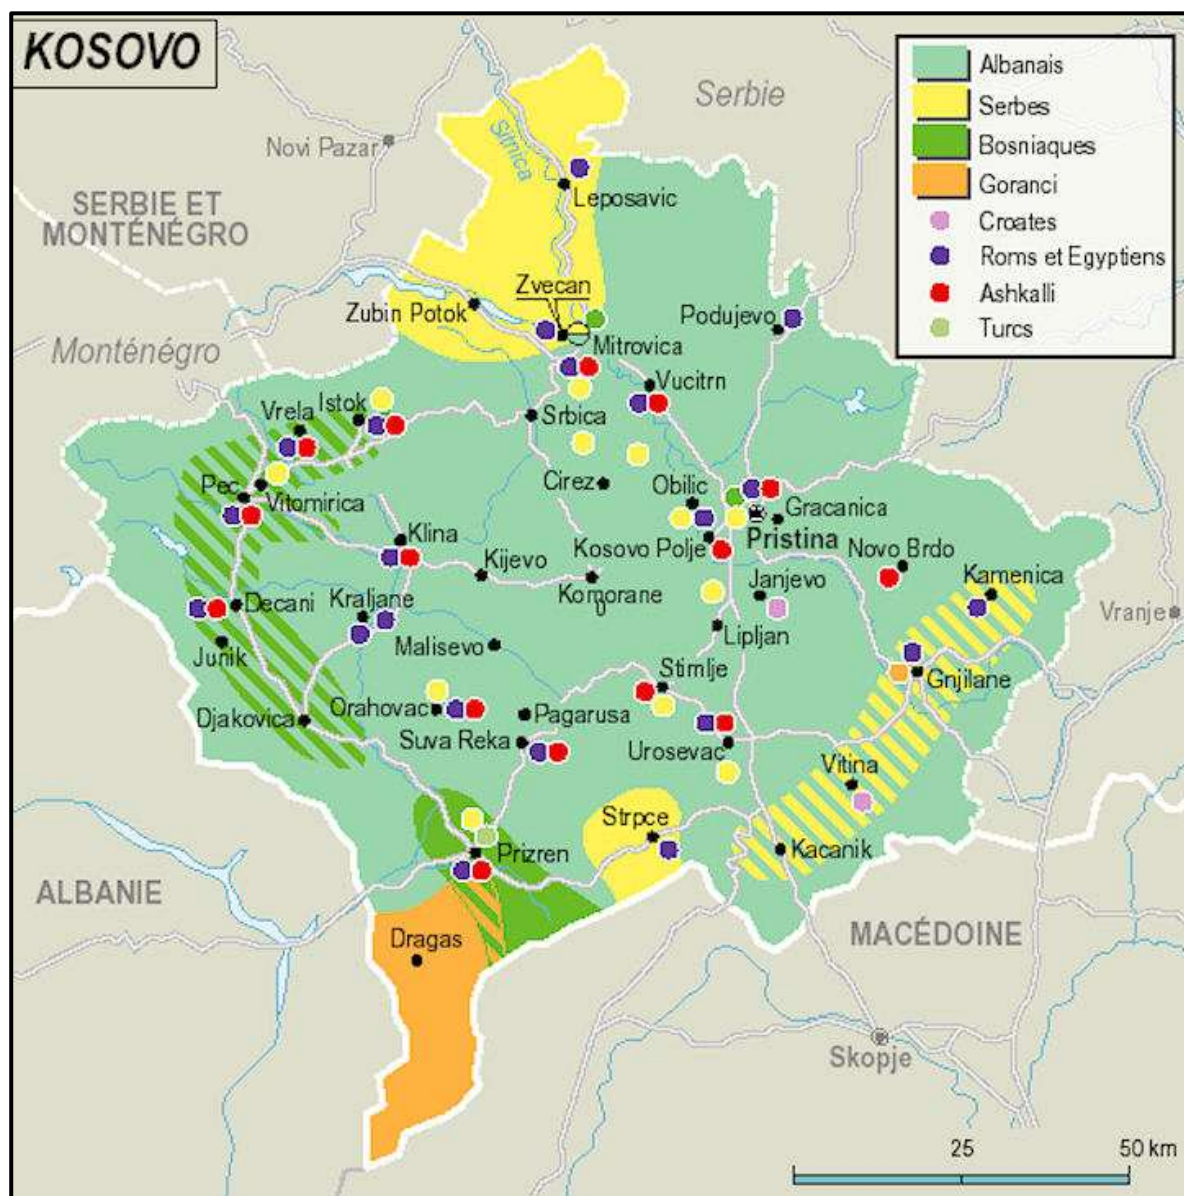 KOSOVO
Albanais
Serbes
Bosniaques
Goranci
Croates
Roms et Egyptiens
Ashkalli
Turcs
Serbie
Sitnica
Novi Pazar
Leposavic
SERBIE ET
MONTÉNÉGRO
Zvecan
Zubin Potok
Podujevo
Monténégro
Mitrovica
Vucitrn
Vrela
Istok
Srbica
Cirez
Obilic
Pec
Vitomirica
Gracanica
Pristina
Klina
Kijevo
Kosovo Polje
Novo Brdo
Komorane
Janjevo
Kamenica
Decani
Kraljane
Vranje
Junik
Malisevo
Lipljan
Stimlje
Gnjilane
Djakovica
Orahovac
Pagarusa
Suva Reka
Urosevac
Vitina
Strpce
Prizren
Kacanik
ALBANIE
Dragas
MACÉDOINE
Skopje
25
50 km